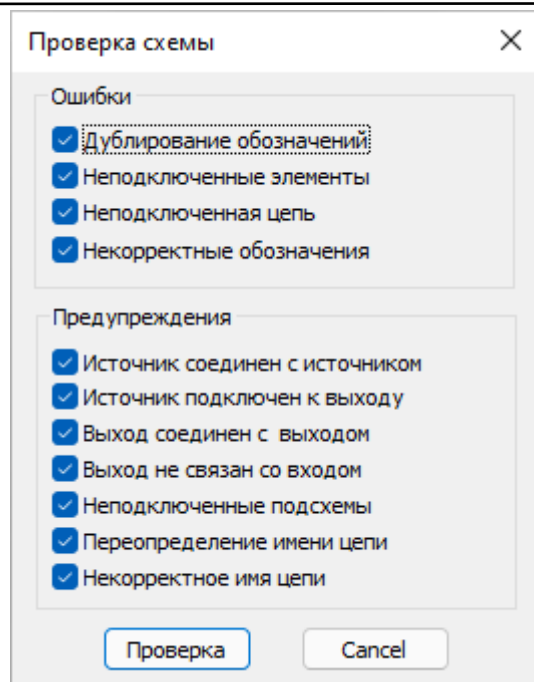 Проверка схемы
Ошибки
Дублирование обозначений
Неподключенные элементы
Неподключенная цепь
Некорректные обозначения
Предупреждения
Источник соединен с источником
Источник подключен к выходу
Выход соединен с выходом
Выход не связан со входом
Неподключенные подсхемы
Переопределение имени цепи
Некорректное имя цепи
Проверка Cancel